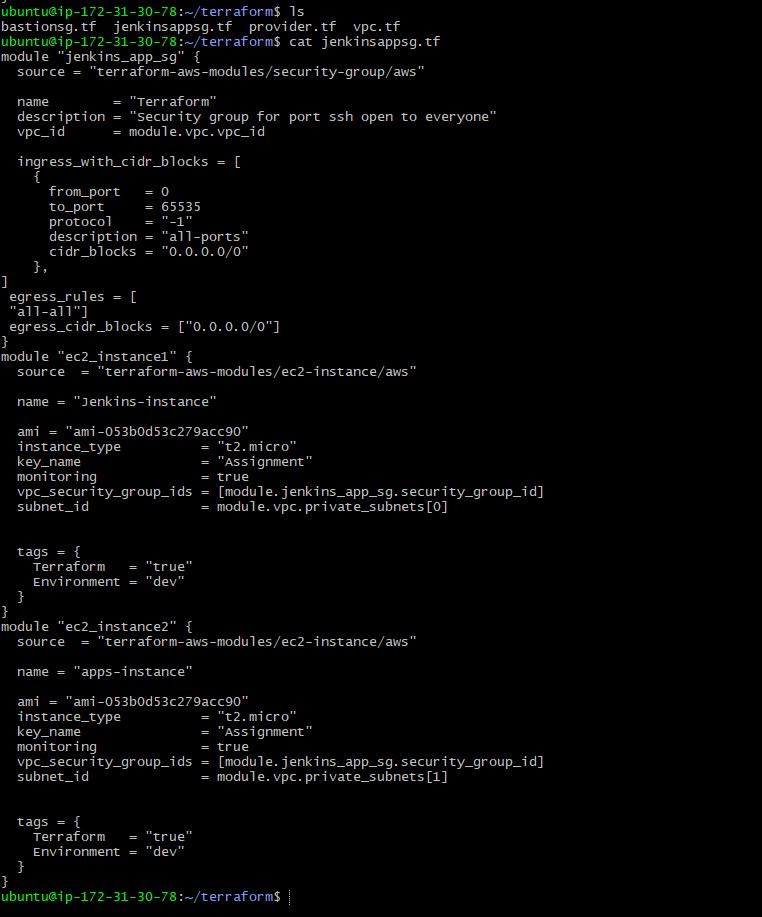 ubuntu@ip-172-31-30-78:~/terraform$ ls
bastionsg.tf  jenkinsappsg.tf  provider.tf  vpc.tf
ubuntu@ip-172-31-30-78:~/terraform$ cat jenkinsappsg.tf
module "jenkins_app_sg" {
  source = "terraform-aws-modules/security-group/aws"

  name        = "Terraform"
  description = "Security group for port ssh open to everyone"
  vpc_id      = module.vpc.vpc_id

  ingress_with_cidr_blocks = [
    {
      from_port   = 0
      to_port     = 65535
      protocol    = "-1"
      description = "all-ports"
      cidr_blocks = "0.0.0.0/0"
    },
]
 egress_rules = [
 "all-all"]
 egress_cidr_blocks = ["0.0.0.0/0"]
}
module "ec2_instance1" {
  source  = "terraform-aws-modules/ec2-instance/aws"

  name = "Jenkins-instance"

  ami = "ami-053b0d53c279acc90"
  instance_type          = "t2.micro"
  key_name               = "Assignment"
  monitoring             = true
  vpc_security_group_ids = [module.jenkins_app_sg.security_group_id]
  subnet_id              = module.vpc.private_subnets[0]


  tags = {
    Terraform   = "true"
    Environment = "dev"
  }
}
module "ec2_instance2" {
  source  = "terraform-aws-modules/ec2-instance/aws"

  name = "apps-instance"

  ami = "ami-053b0d53c279acc90"
  instance_type          = "t2.micro"
  key_name               = "Assignment"
  monitoring             = true
  vpc_security_group_ids = [module.jenkins_app_sg.security_group_id]
  subnet_id              = module.vpc.private_subnets[1]


  tags = {
    Terraform   = "true"
    Environment = "dev"
  }
}
ubuntu@ip-172-31-30-78:~/terraform$